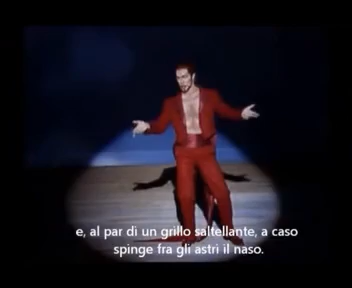 e, al par di un grillo saltellante, a caso
spinge fra gli astri il naso.